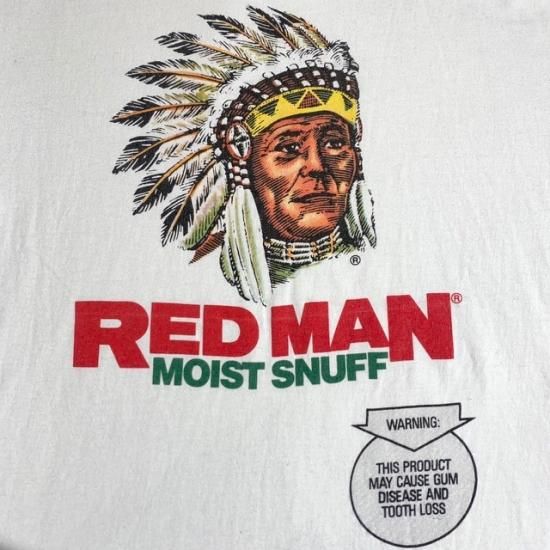 ®
RED MAN®
MOIST SNUFF
WARNING:
THIS PRODUCT
MAY CAUSE GUM
DISEASE AND
TOOTH LOSS